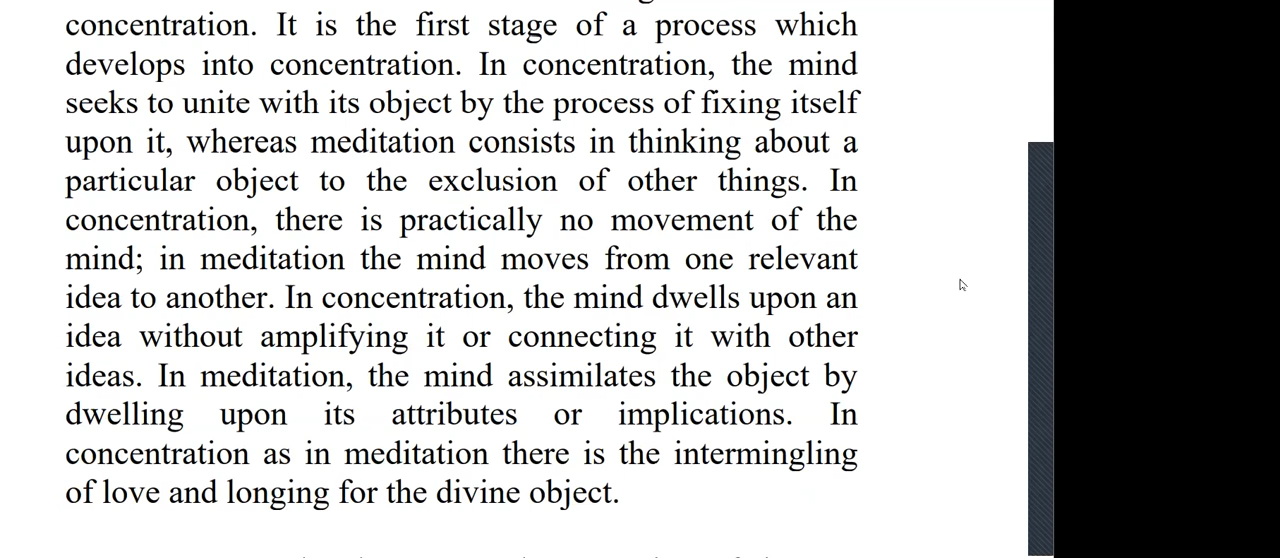 concentration. It is the first stage of a process which
develops into concentration. In concentration, the mind
seeks to unite with its object by the process of fixing itself
upon it, whereas meditation consists in thinking about a
particular object to the exclusion of other things. In
concentration, there is practically no movement of the
mind; in meditation the mind moves from one relevant
idea to another. In concentration, the mind dwells upon an
idea without amplifying it or connecting it with other
ideas. In meditation, the mind assimilates the object by
dwelling upon its attributes or implications. In
concentration as in meditation there is the intermingling
of love and longing for the divine object.